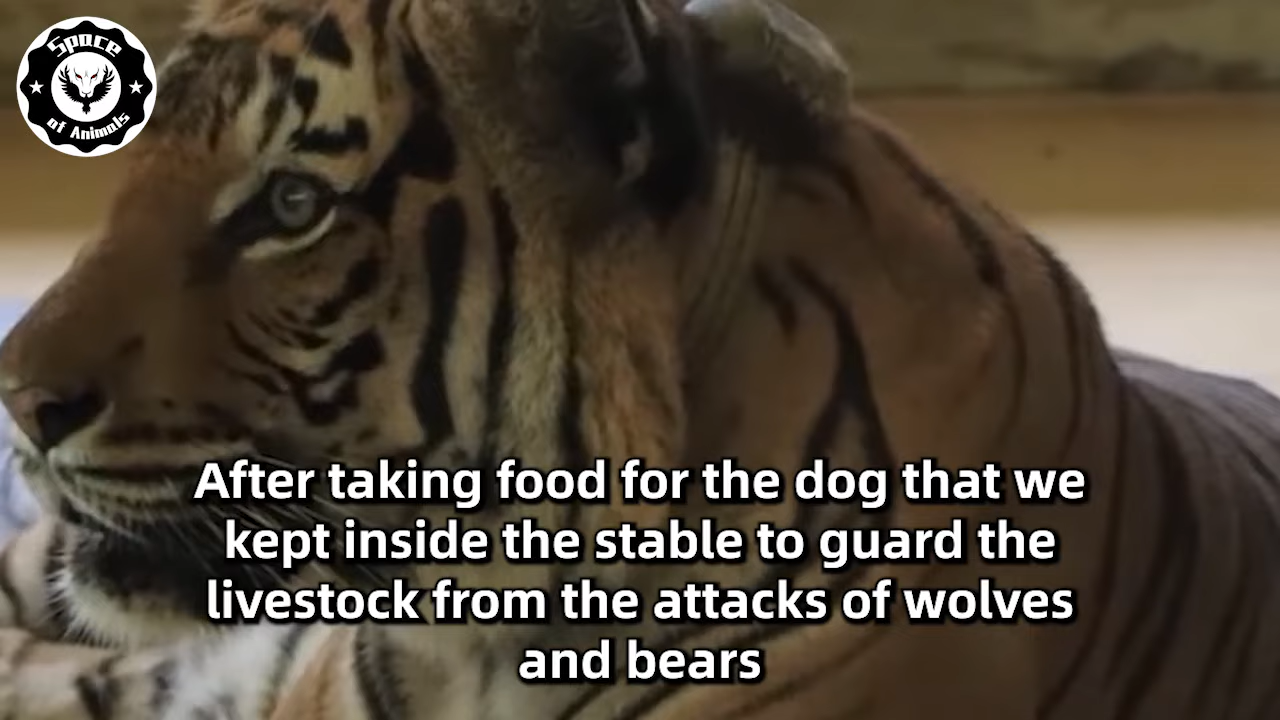 Space
of Animals
After taking food for the dog that we
kept inside the stable to guard the
livestock from the attacks of wolves
and bears